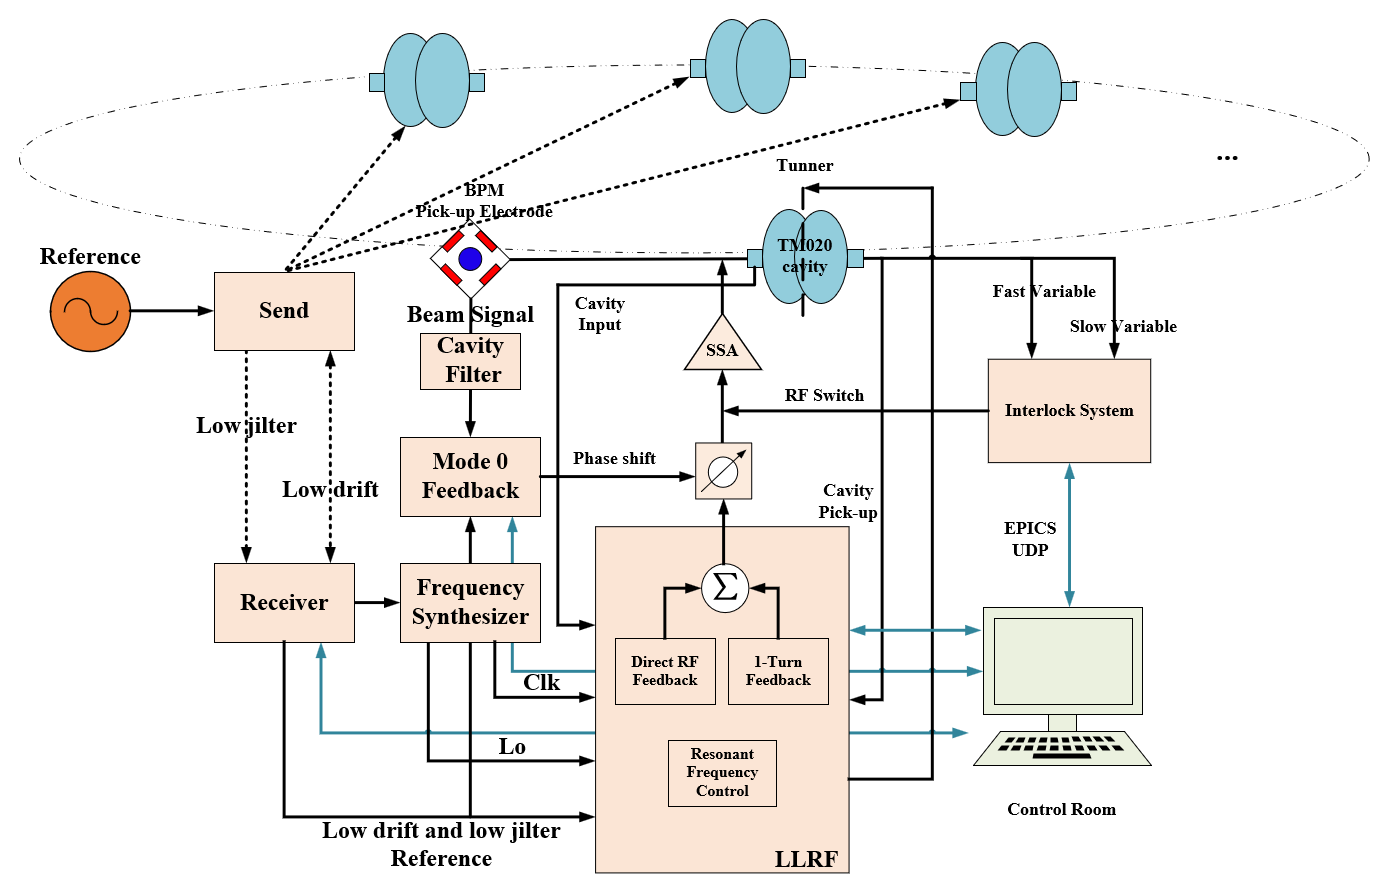 ...
Tunner
BPM
Pick-up Electrode
Reference
TM020
cavity
Send
Beam Signal
Cavity
Input
Fast Variable
Slow Variable
Cavity
Filter
SSA
RF Switch
Interlock System
Low jilter
Mode 0
Feedback
Phase shift
Low drift
Cavity
Pick-up
EPICS
UDP
Receiver
Frequency
Synthesizer
Σ
Direct RF
Feedback
1-Turn
Feedback
Clk
Lo
Resonant
Frequency
Control
Control Room
Low drift and low jilter
Reference
LLRF